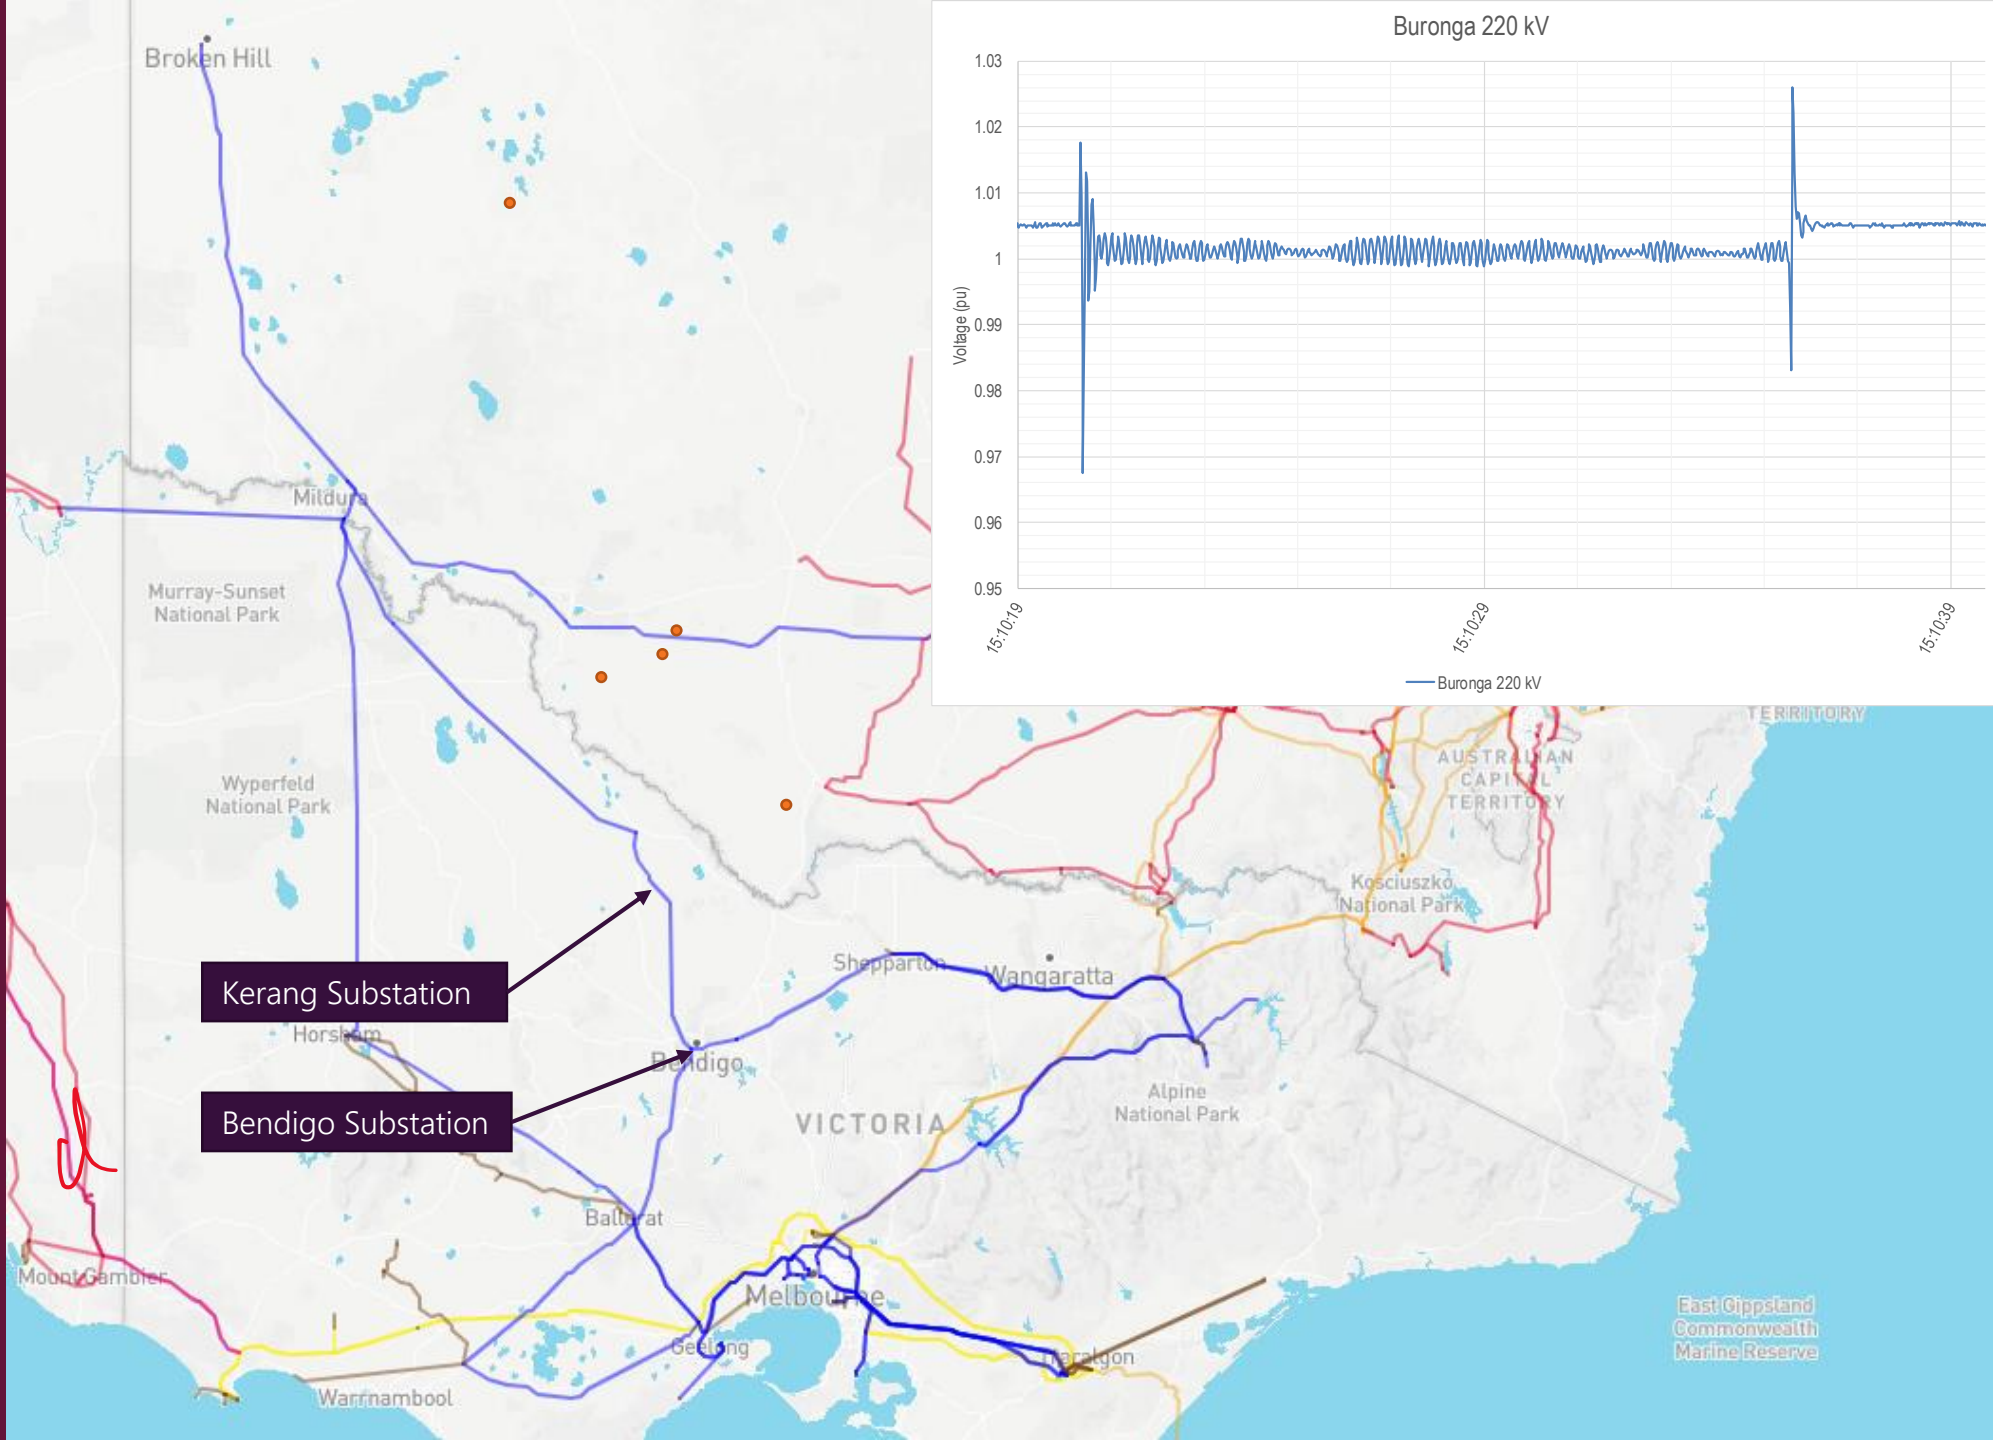 Broken Hill
Buronga 220 kV
1.03
1.02
1.01
1
0.99
0.98
0.97
0.96
0.95
Voltage (pu)
15:10:19
15:10:29
15:10:39
Buronga 220 kV
Mildura
Murray-Sunset
National Park
Wyperfeld
National Park
TERRITORY
AUSTRALIAN
CAPITAL
TERRITORY
Kosciuszko
National Park
Kerang Substation
Shepparton
Wangaratta
Horsham
Bendigo
Bendigo Substation
VICTORIA
Alpine
National Park
Ballarat
Mount Gambier
Melbourne
Geelong
Traralgon
Warrnambool
East Gippsland
Commonwealth
Marine Reserve